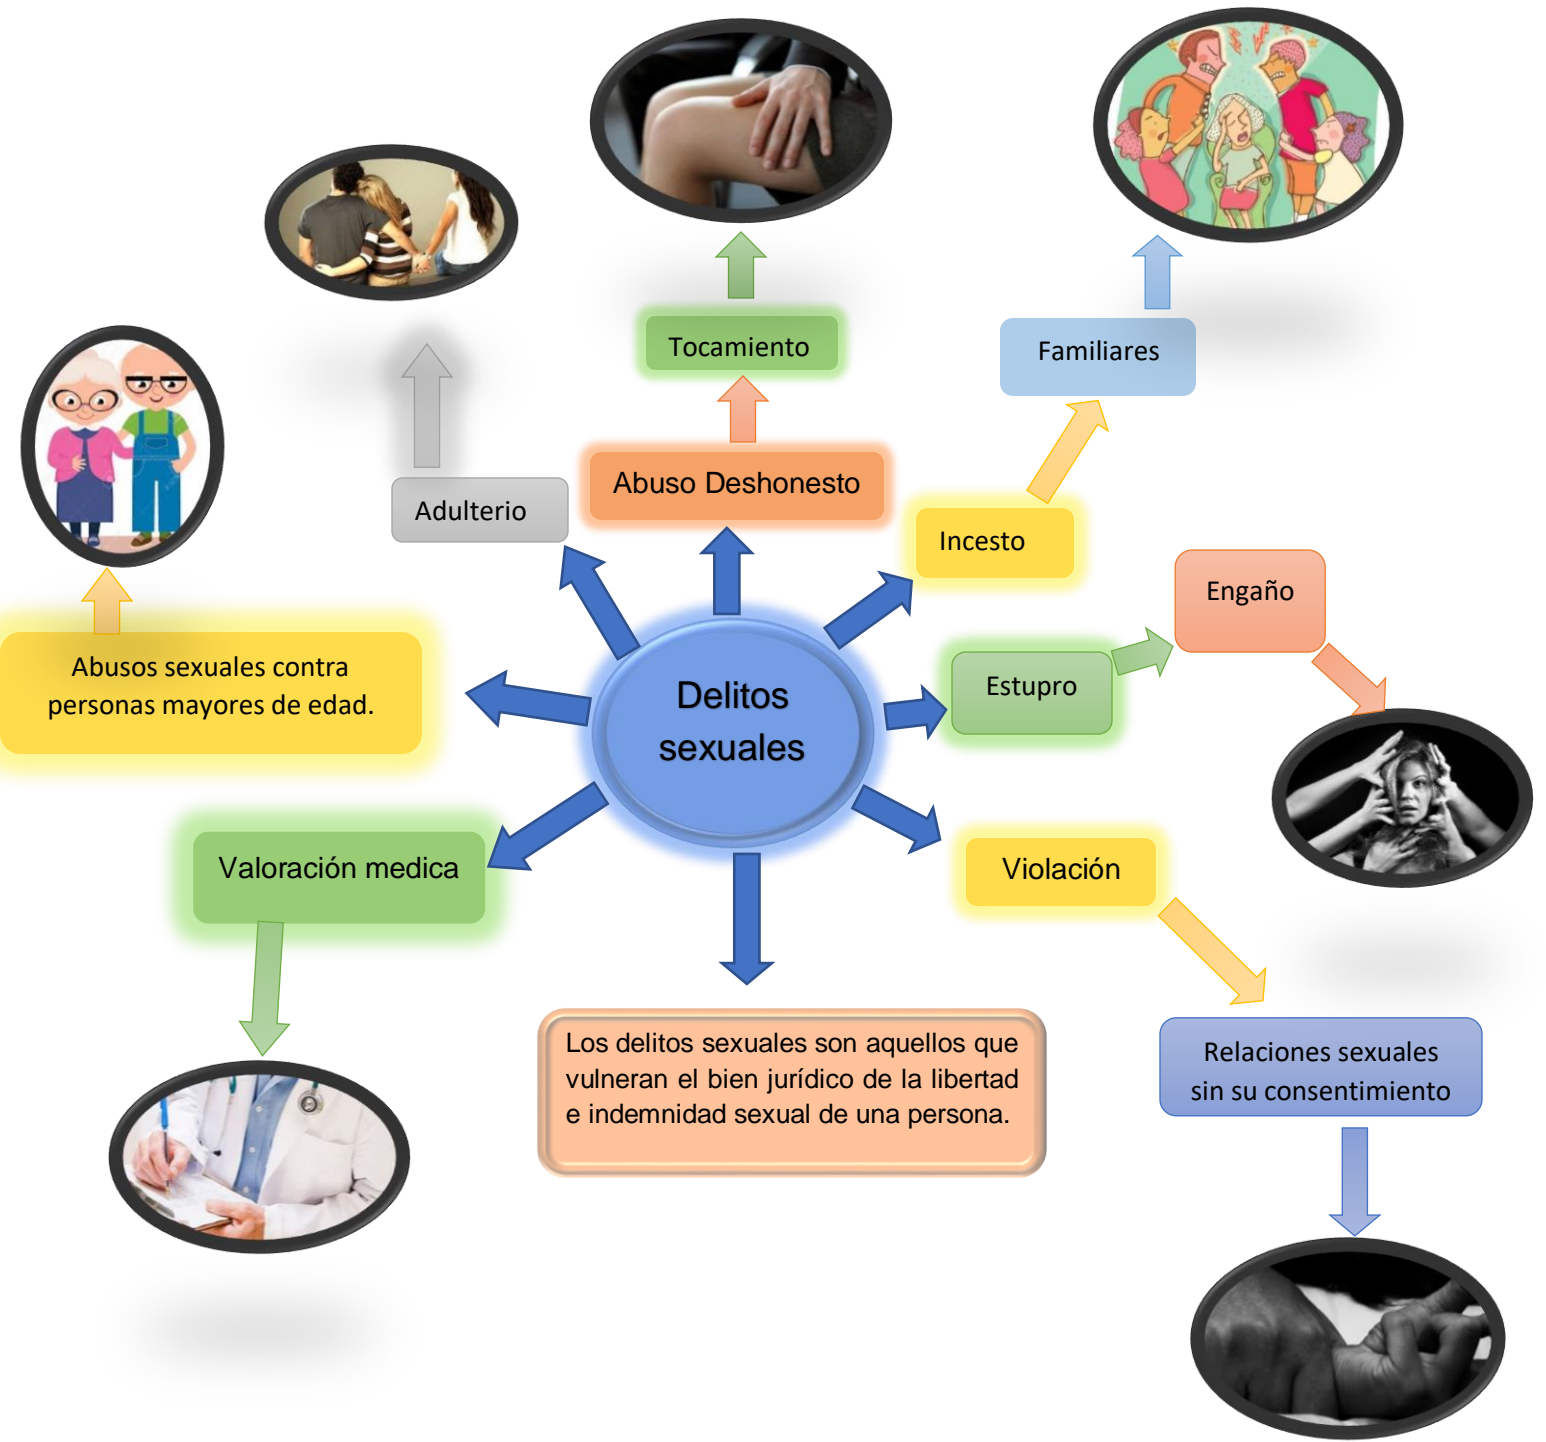 Tocamiento
Familiares
Abuso Deshonesto
Adulterio
Incesto
Engaño
Abusos sexuales contra
personas mayores de edad.
Estupro
Delitos
sexuales
Valoración medica
Violación
Los delitos sexuales son aquellos que
vulneran el bien jurídico de la libertad
e indemnidad sexual de una persona.
Relaciones sexuales
sin su consentimiento